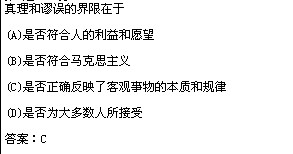 真理和谬误的界限在于
(A)是否符合人的利益和愿望
(B)是否符合马克思主义
(C)是否正确反映了客观事物的本质和规律
(D)是否为大多数人所接受
答案：C